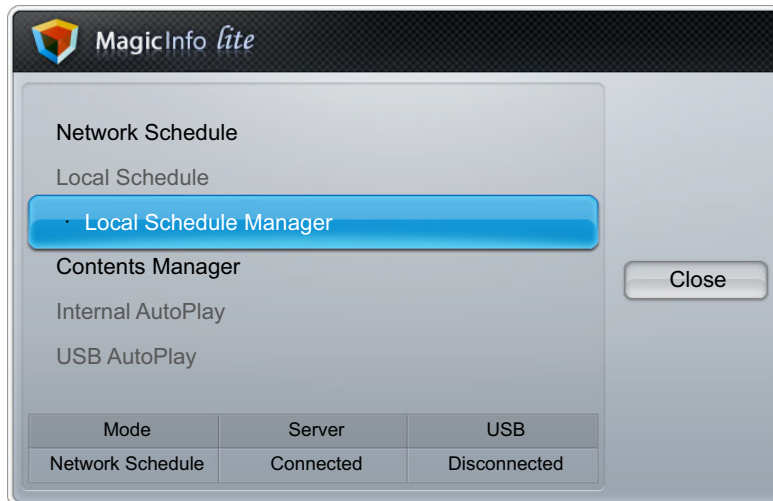 MagicInfo lite
Network Schedule
Local Schedule
· Local Schedule Manager
Contents Manager
Close
Internal AutoPlay
USB AutoPlay
Mode Server USB
Network Schedule Connected Disconnected